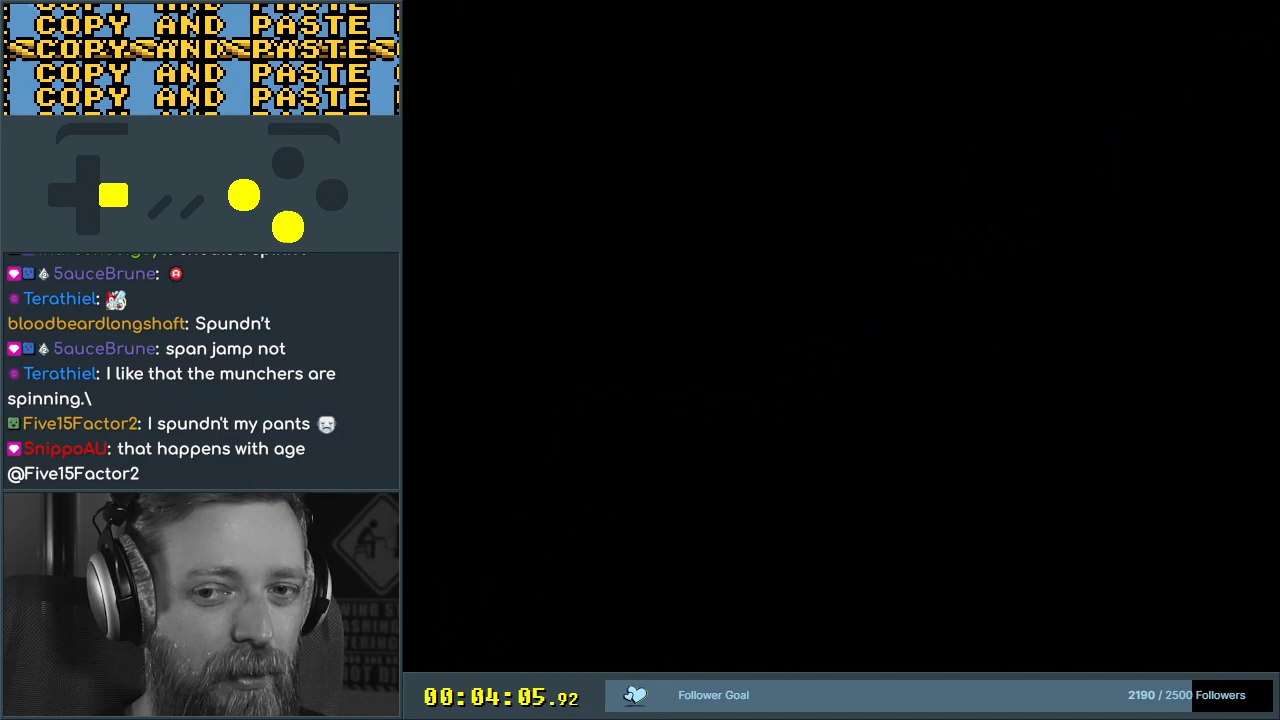 COPY AND PASTE
COPY AND PASTE
COPY AND PASTE
COPY AND PASTE
5auceBrune:
Terathiel:
bloodbeardlongshaft: Spundn't
5auceBrune: span jamp not
Terathiel: I like that the munchers are
spinning.\
Five15Factor2: I spundn't my pants
SnippoAU: that happens with age
@Five15Factor2
00:04:05.92
Follower Goal
2190 / 2500 Followers